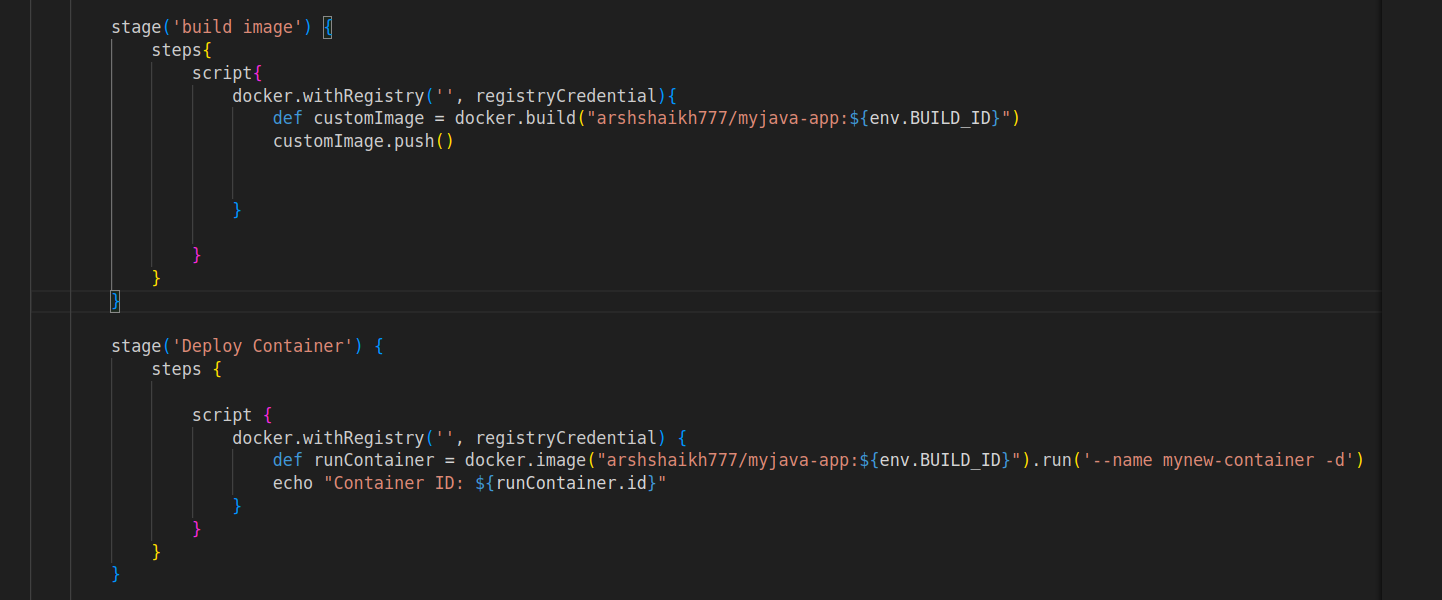 stage('build image') {
steps{
script{
docker.withRegistry('', registryCredential){
def customImage = docker.build("arshshaikh777/myjava-app:${env.BUILD_ID}")
customImage.push()
}
}
}
}
stage('Deploy Container') {
steps {
script {
docker.withRegistry('', registryCredential) {
def runContainer = docker.image("arshshaikh777/myjava-app:${env.BUILD_ID}").run('--name mynew-container -d')
echo "Container ID: ${runContainer.id}"
}
}
}
}